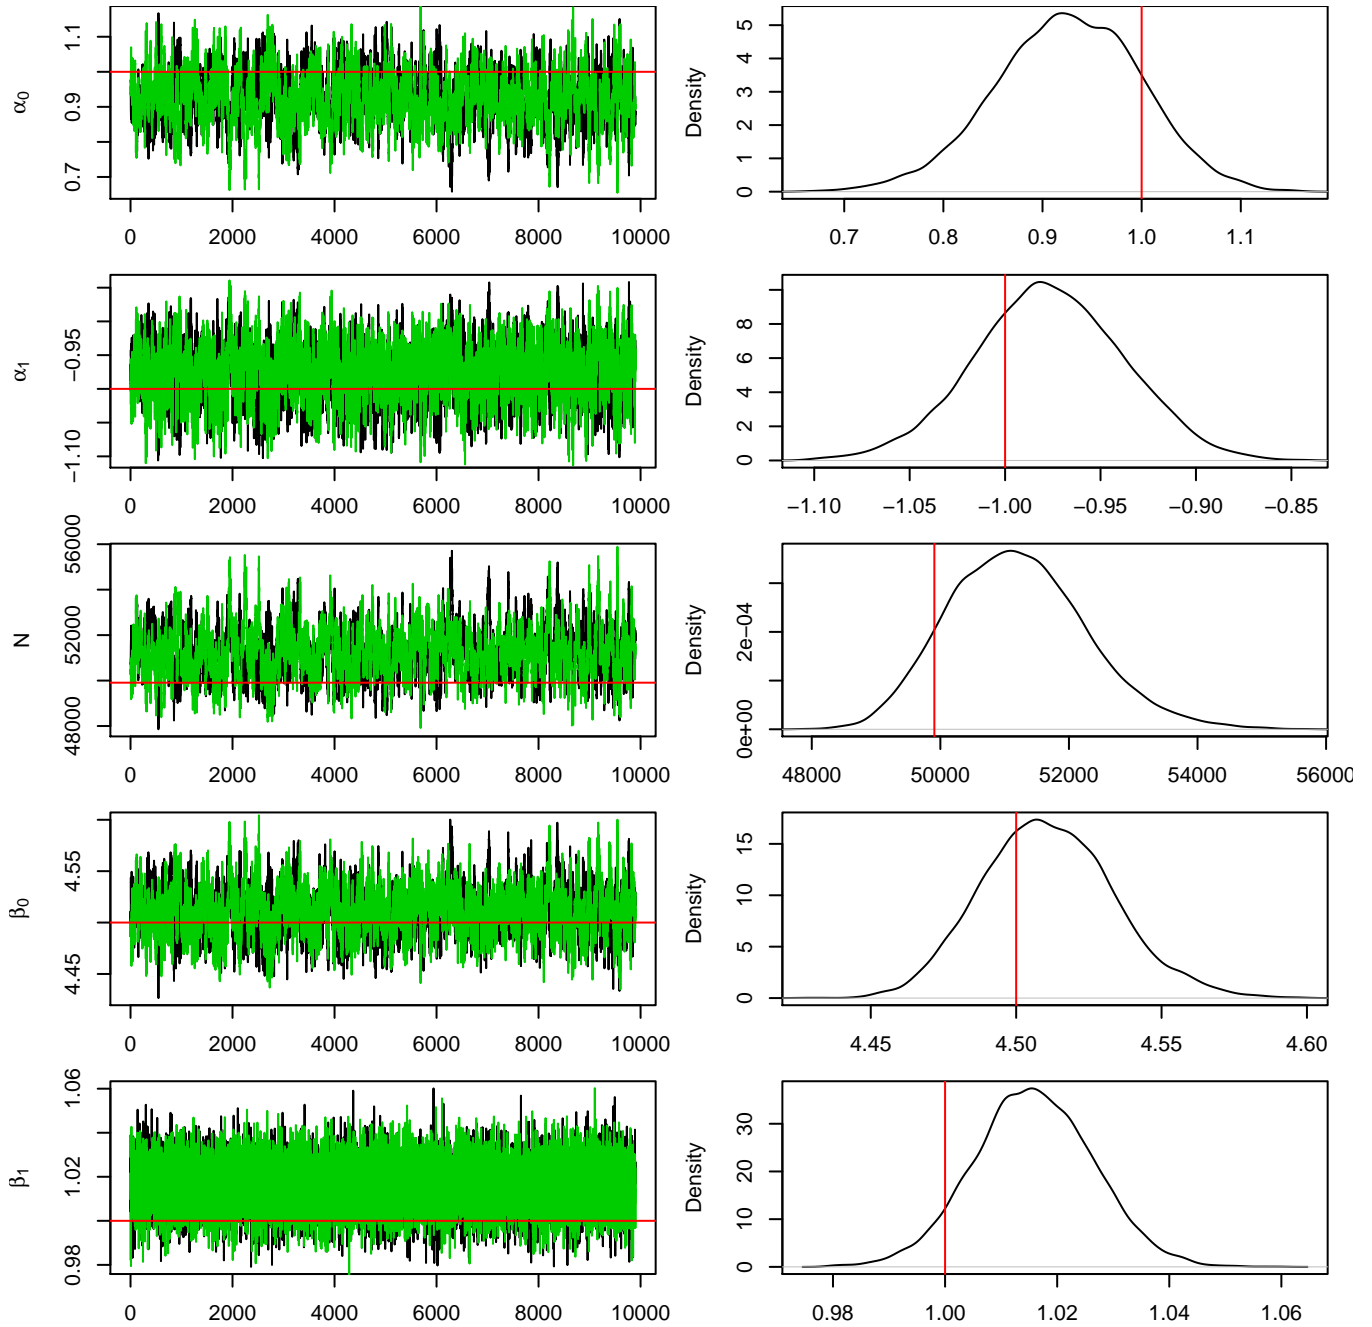 α0
0.7 0.9 1.1
0 2000 4000 6000 8000 10000
Density
0 1 2 3 4 5
0.7 0.8 0.9 1.0 1.1
α1
−1.10 −0.95
0 2000 4000 6000 8000 10000
Density
0 2 4 6 8
−1.10 −1.05 −1.00 −0.95 −0.90 −0.85
N
48000 52000 56000
0 2000 4000 6000 8000 10000
Density
0e+00 2e−04
48000 50000 52000 54000 56000
β0
4.45 4.55
0 2000 4000 6000 8000 10000
Density
0 5 10 15
4.45 4.50 4.55 4.60
β1
0.98 1.02 1.06
0 2000 4000 6000 8000 10000
Density
0 10 20 30
0.98 1.00 1.02 1.04 1.06